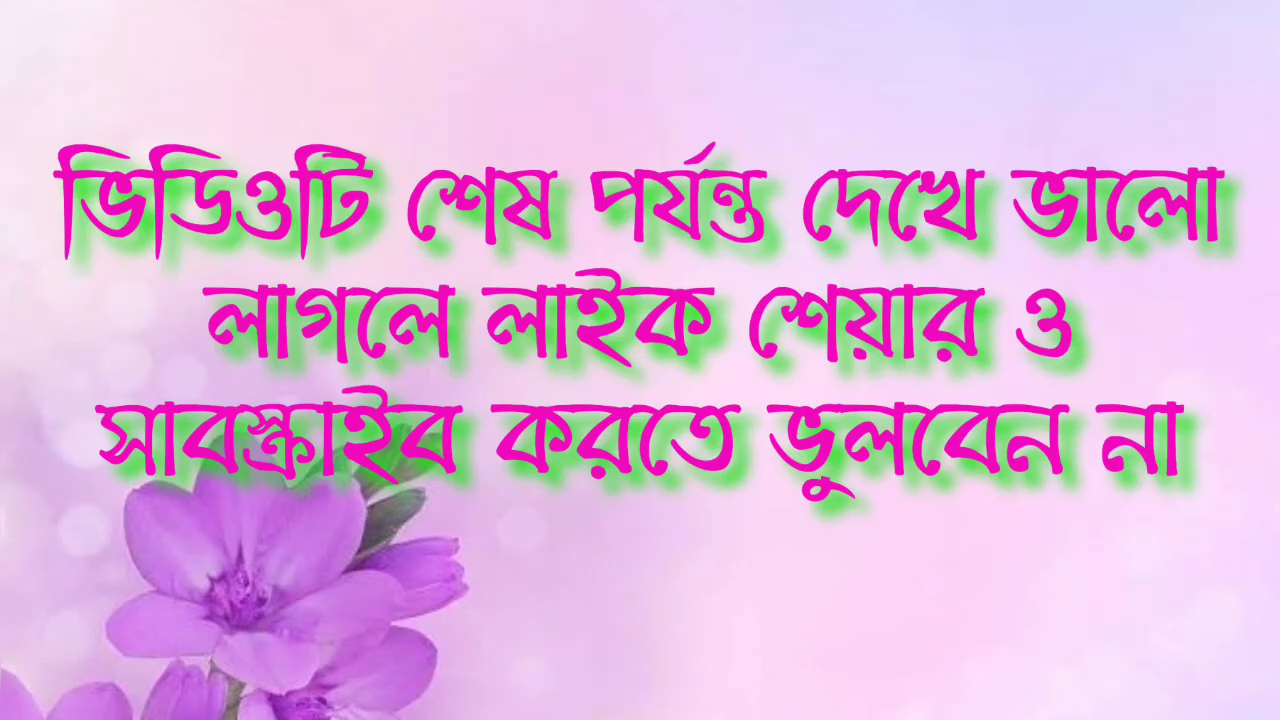 ভিডিওটি শেষ পর্যন্ত দেখে ভালো
লাগলে লাইক শেয়ার ও
সাবস্ক্রাইব করতে ভুলবেন না